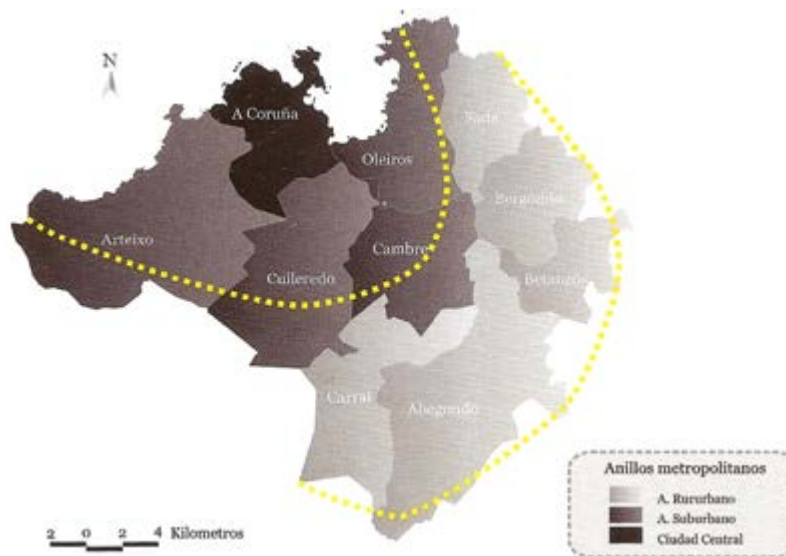 N
A Coruña
Sada
Oleiros
Bergondo
Arteixo
Cambre
Culleredo
Betanzos
Carral
Abegondo
Anillos metropolitanos
A. Rururbano
A. Suburbano
Ciudad Central
2 0 2 4 Kilometros